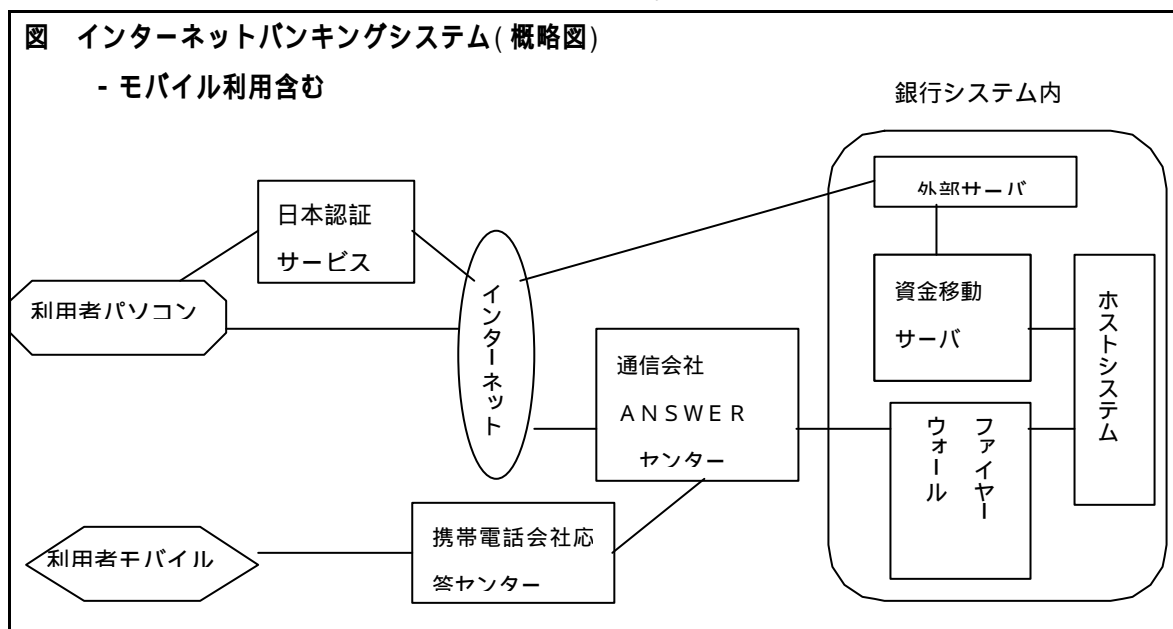 図　インターネットバンキングシステム(概略図)
- モバイル利用含む
銀行システム内
外部サーバ
日本認証
サービス
利用者パソコン
インターネット
資金移動
サーバ
ホストシステム
通信会社
ＡＮＳＷＥＲ
センター
ファイヤー
ウォール
携帯電話会社応
答センター
利用者モバイル